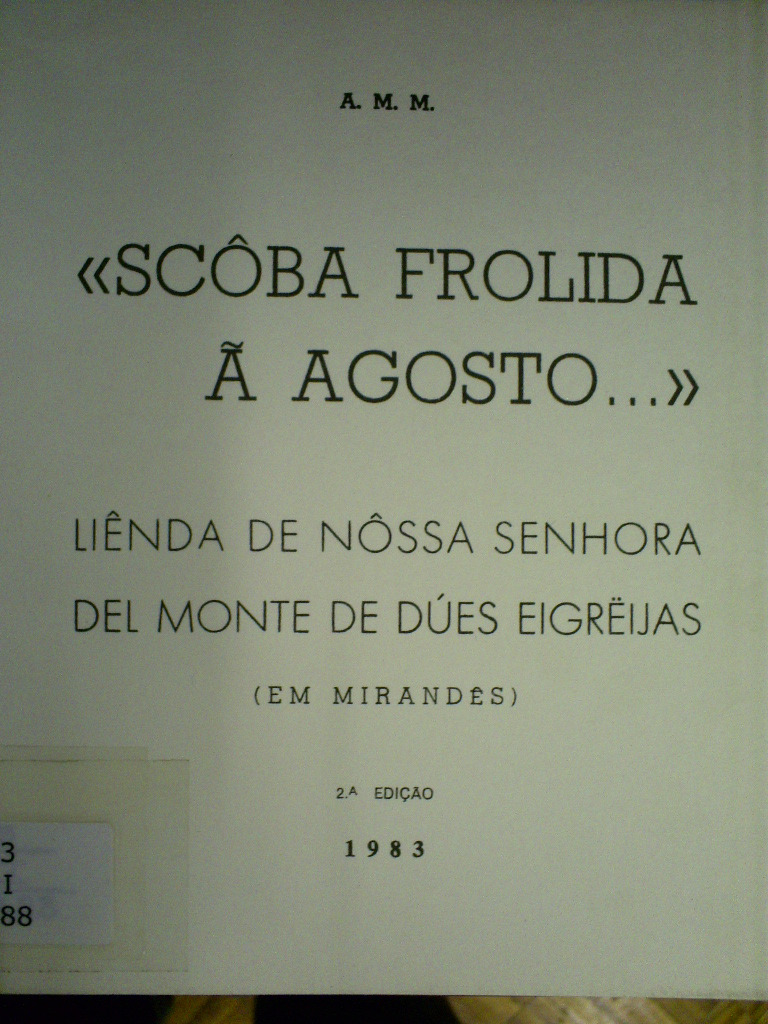 A. M. M.
«SCÔBA FROLIDA
Ã AGOSTO...»
LIÊNDA DE NÔSSA SENHORA
DEL MONTE DE DÚES EIGRËIJAS
(EM MIRANDÊS)
2.ª EDIÇÃO
1983
3
I
88